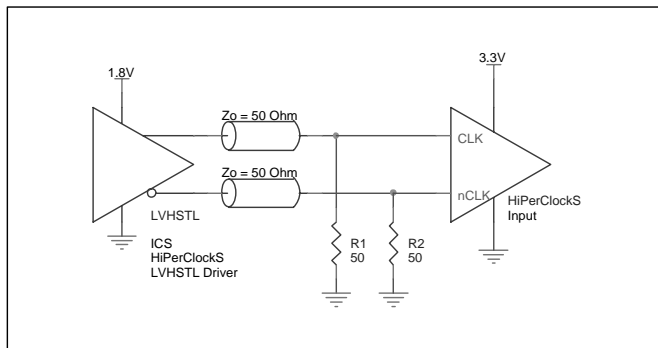 1.8V
3.3V
Zo = 50 Ohm
CLK
Zo = 50 Ohm
nCLK
HiPerClockS
Input
LVHSTL
ICS
HiPerClockS
LVHSTL Driver
R1
50
R2
50